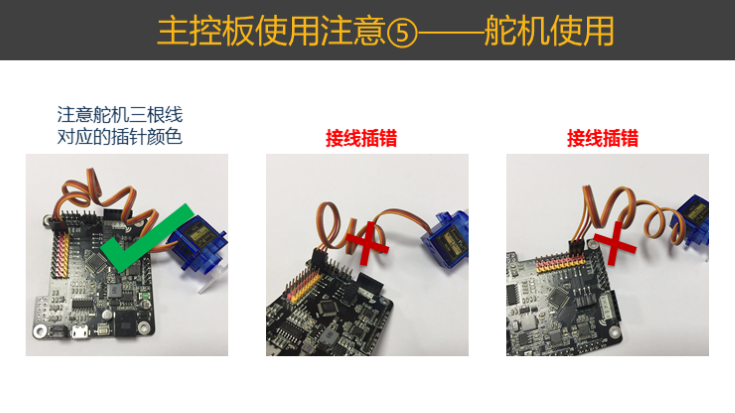 主控板使用注意⑤——舵机使用
注意舵机三根线
对应的插针颜色
接线插错
接线插错